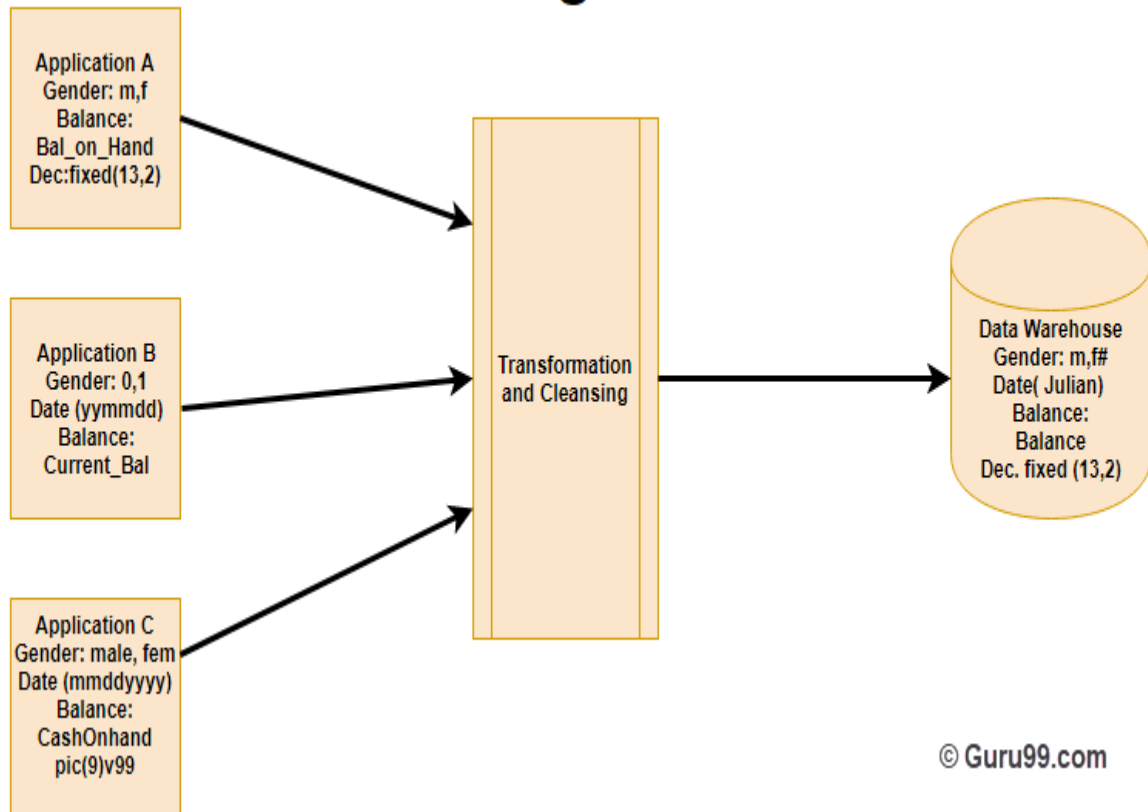 Application A
Gender: m,f
Balance:
Bal_on_Hand
Dec:fixed(13,2)
Application B
Gender: 0,1
Date (yymmdd)
Balance:
Current_Bal
Application C
Gender: male, fem
Date (mmddyyyy)
Balance:
CashOnhand
pic(9)v99
Transformation
and Cleansing
Data Warehouse
Gender: m,f#
Date( Julian)
Balance:
Balance
Dec. fixed (13,2)
© Guru99.com